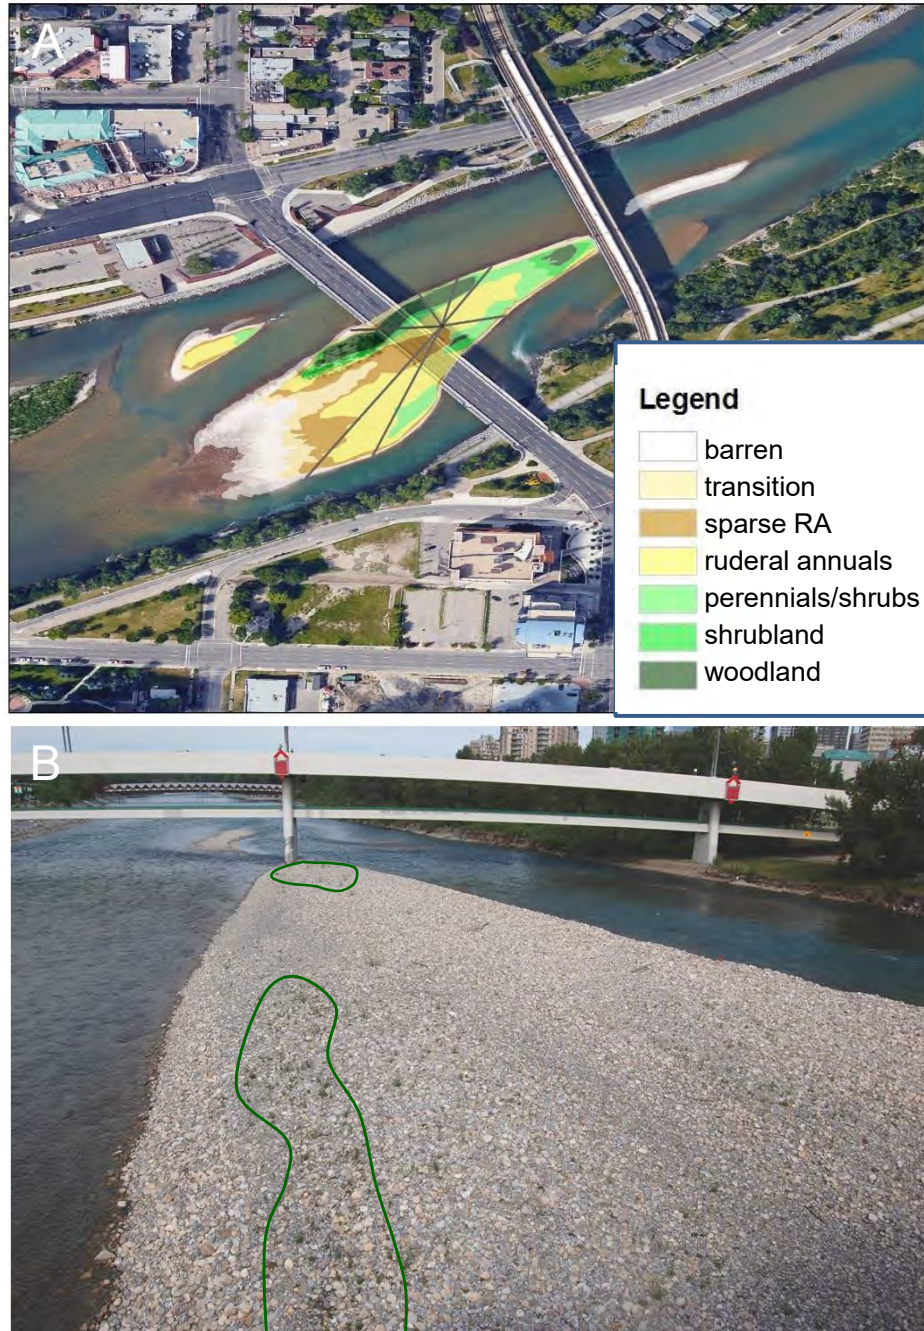 A
Legend
barren
transition
sparse RA
ruderal annuals
perennials/shrubs
shrubland
woodland
B